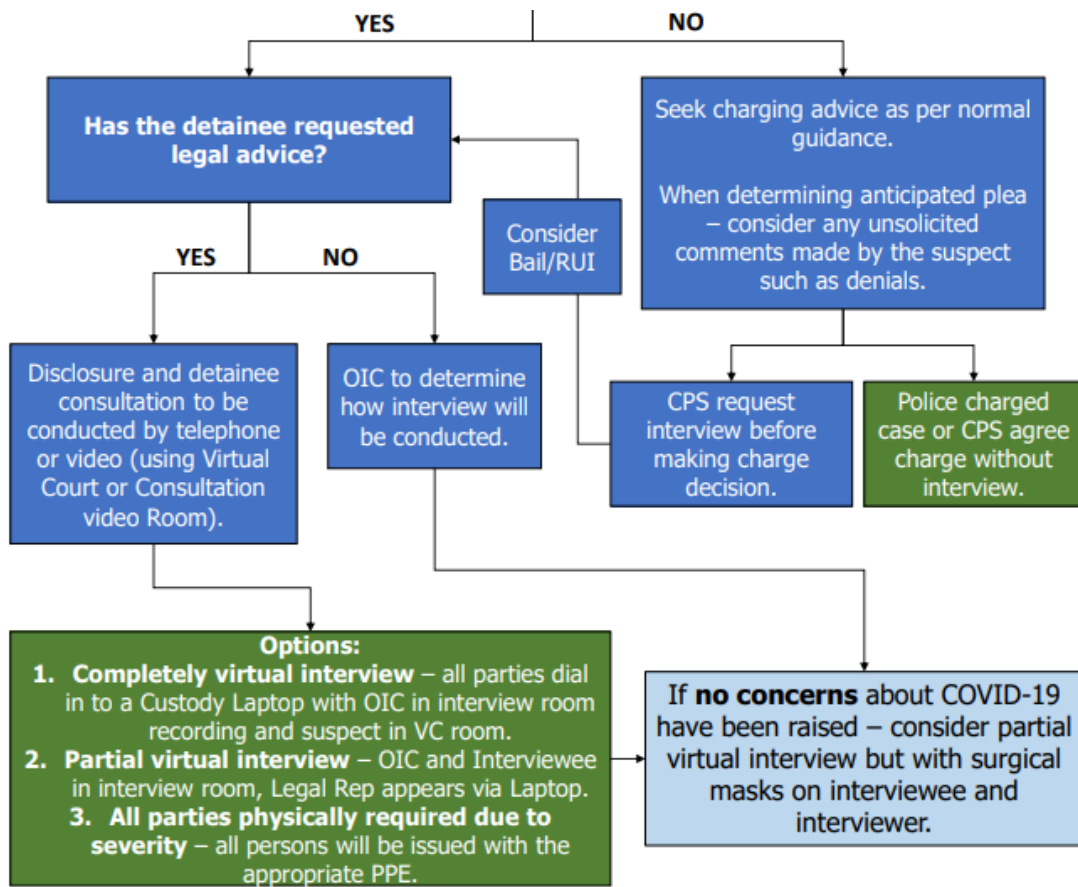 YES
NO
Has the detainee requested
legal advice?
Seek charging advice as per normal
guidance.
When determining anticipated plea
– consider any unsolicited
comments made by the suspect
such as denials.
Consider
Bail/RUI
YES
NO
Disclosure and detainee
consultation to be
conducted by telephone
or video (using Virtual
Court or Consultation
video Room).
OIC to determine
how interview will
be conducted.
CPS request
interview before
making charge
decision.
Police charged
case or CPS agree
charge without
interview.
Options:
1. Completely virtual interview – all parties dial
in to a Custody Laptop with OIC in interview room
recording and suspect in VC room.
2. Partial virtual interview – OIC and Interviewee
in interview room, Legal Rep appears via Laptop.
3. All parties physically required due to
severity – all persons will be issued with the
appropriate PPE.
If no concerns about COVID-19
have been raised – consider partial
virtual interview but with surgical
masks on interviewee and
interviewer.